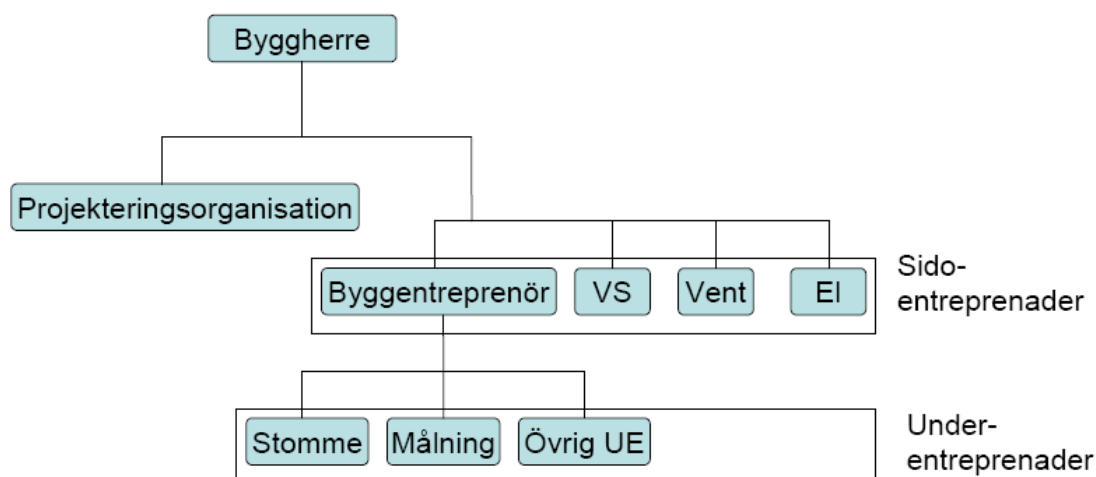 Byggherre
Projekteringsorganisation
Byggentreprenör
VS
Vent
El
Sido-
entreprenader
Stomme
Målning
Övrig UE
Under-
entreprenader